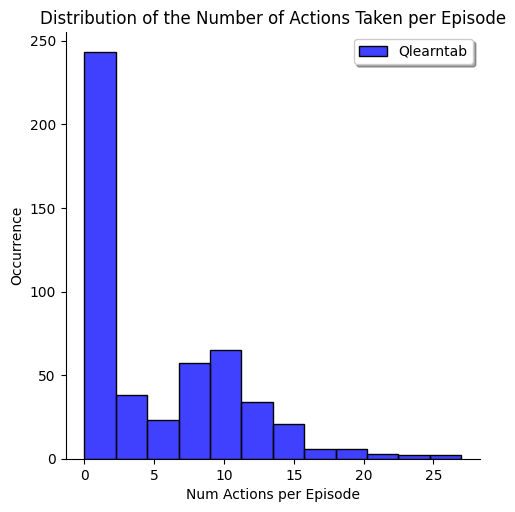 Distribution of the Number of Actions Taken per Episode
Qlearntab
250
200
150
100
50
0
Occurrence
0 5 10 15 20 25
Num Actions per Episode